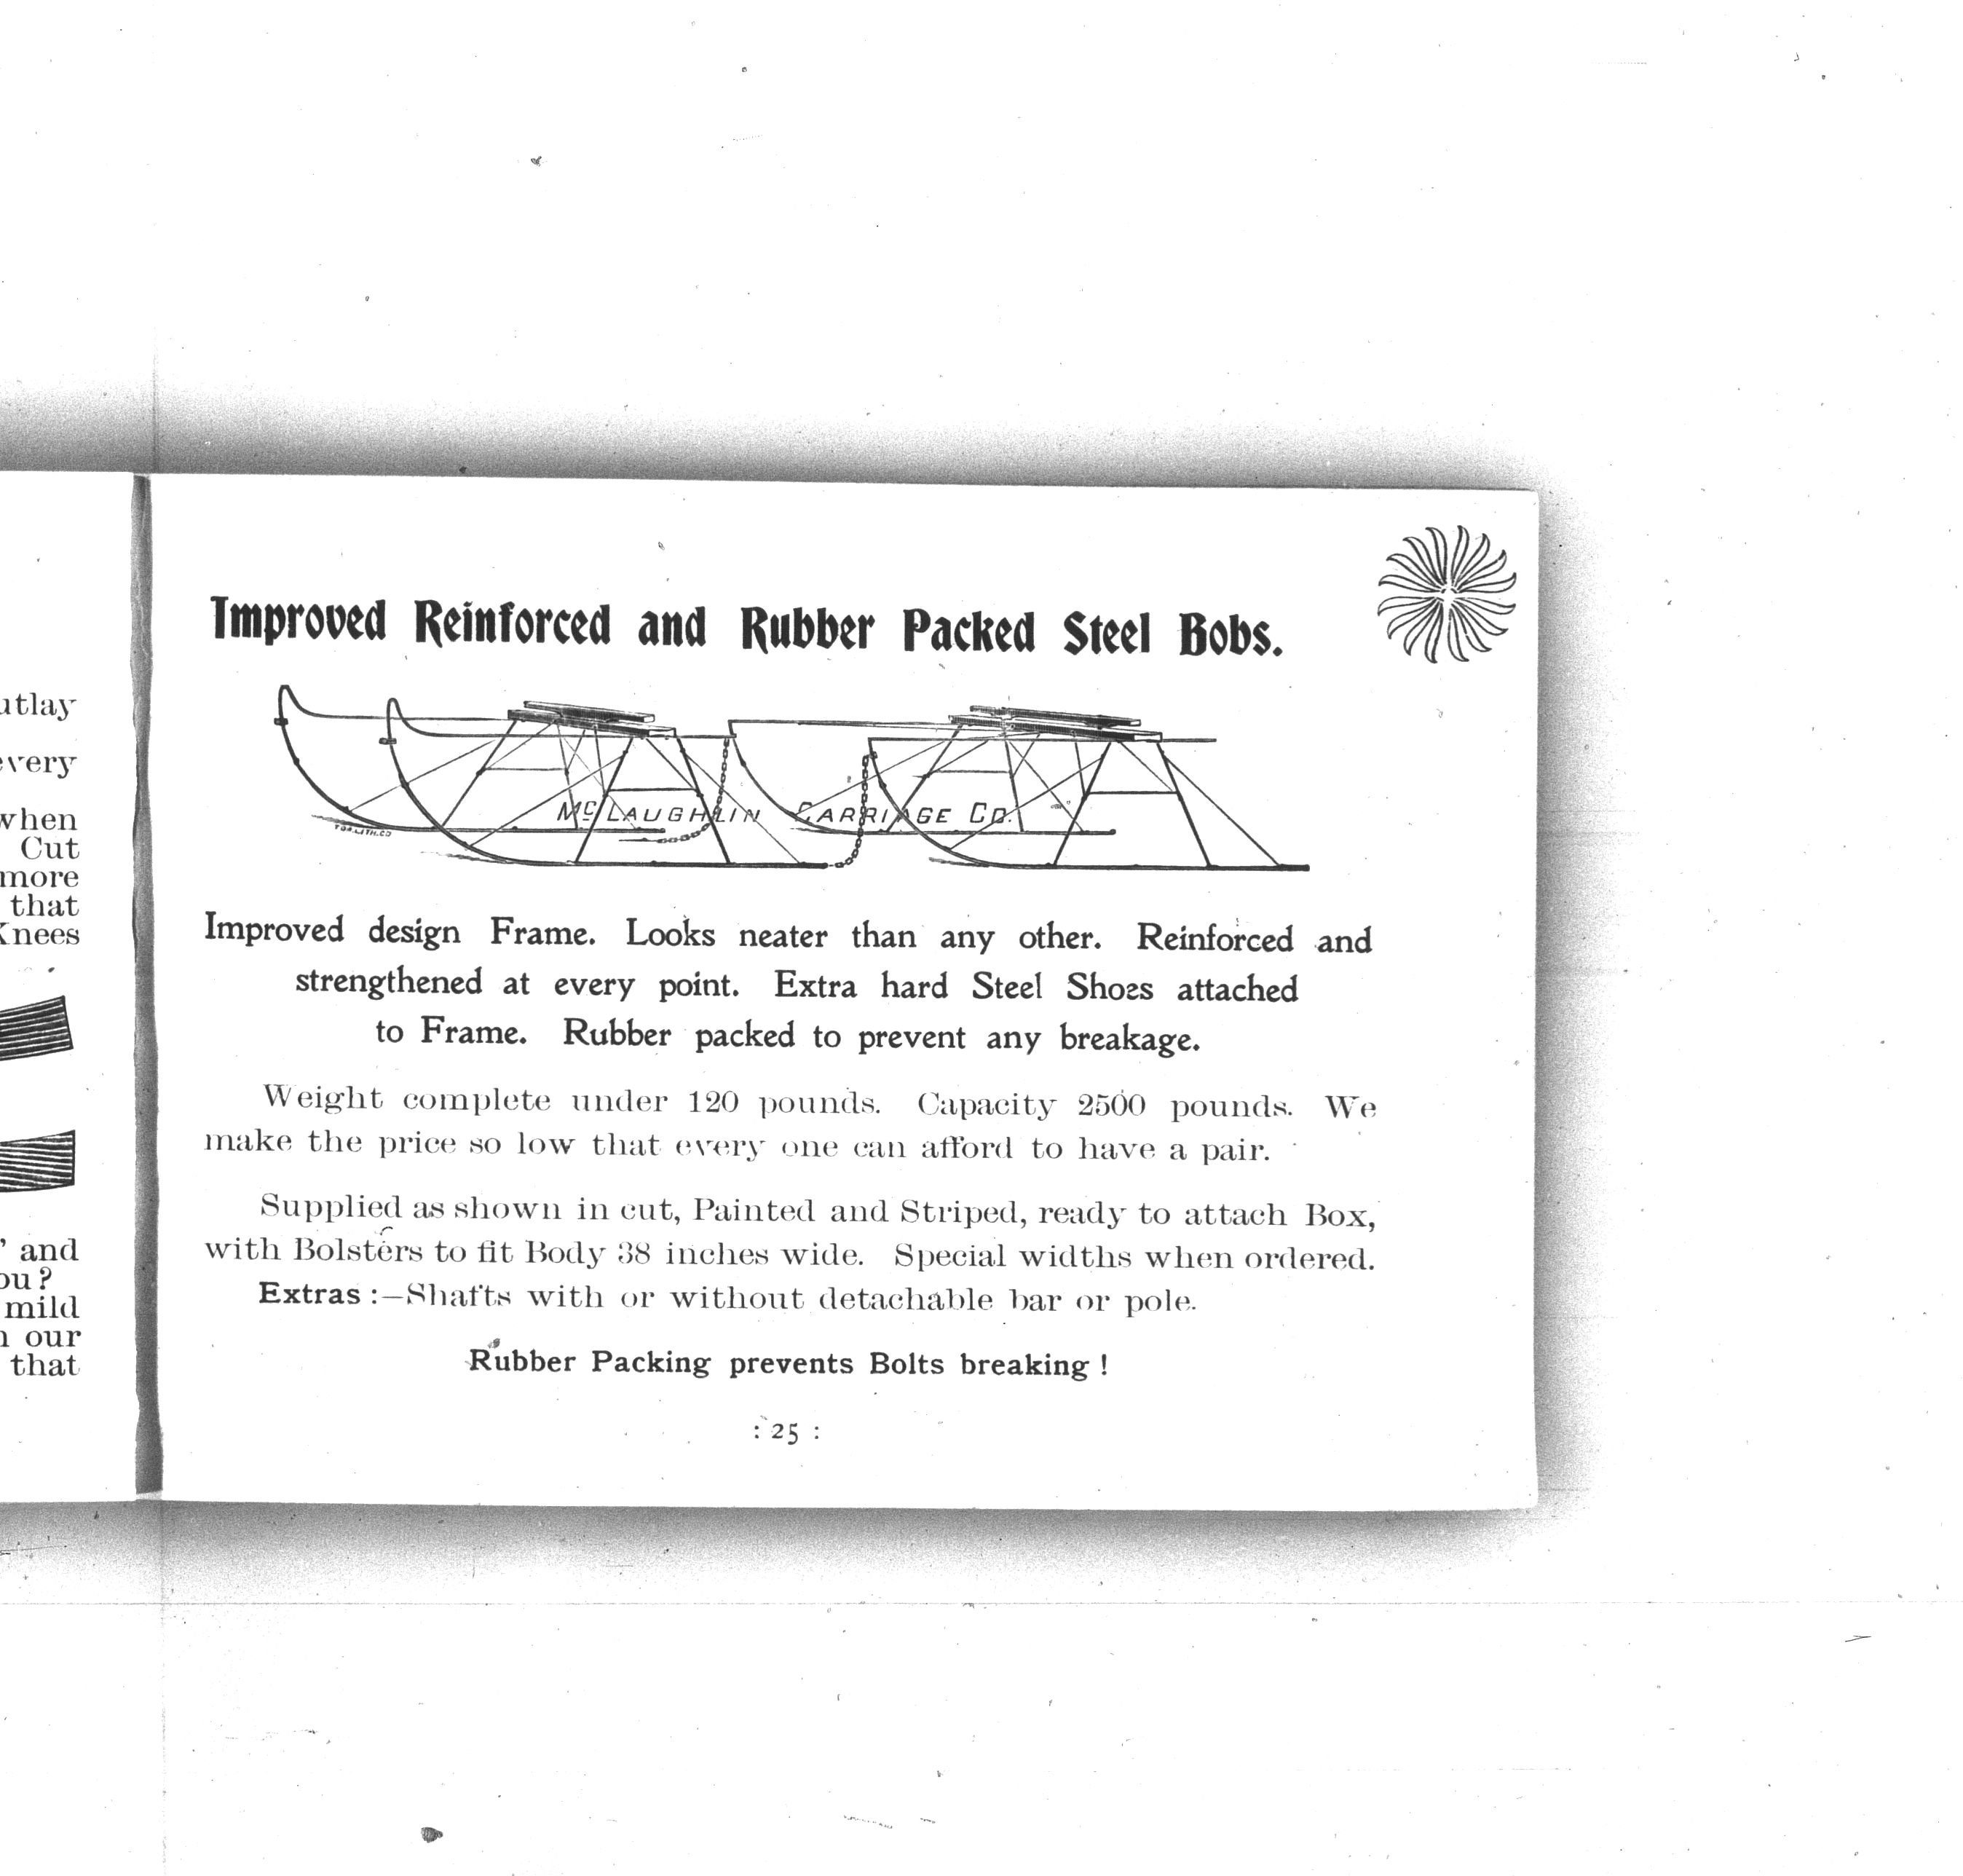 utlay
every
when
Cut
more
that
Knees
" and
ou?
mild
our
that
Improved Reinforced and Rubber Packed Steel Bobs.
McLAUGHLIN CARRIAGE CO.
TOR.LITH.CO
Improved design Frame. Looks neater than any other. Reinforced and
strengthened at every point. Extra hard Steel Shoes attached
to Frame. Rubber packed to prevent any breakage.
Weight complete under 120 pounds. Capacity 2500 pounds. We
make the price so low that every one can afford to have a pair.
Supplied as shown in cut, Painted and Striped, ready to attach Box,
with Bolsters to fit Body 38 inches wide. Special widths when ordered.
Extras :—Shafts with or without detachable bar or pole.
Rubber Packing prevents Bolts breaking !
: 25 :